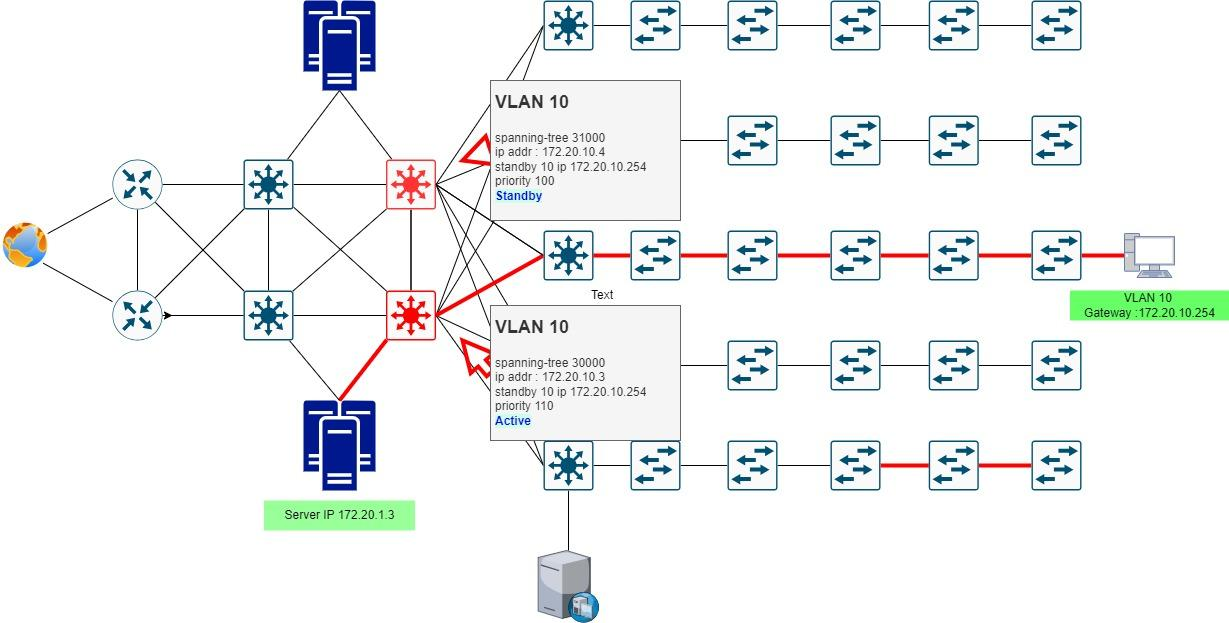 VLAN 10
spanning-tree 31000
ip addr : 172.20.10.4
standby 10 ip 172.20.10.254
priority 100
Standby
Text
VLAN 10
Gateway :172.20.10.254
VLAN 10
spanning-tree 30000
ip addr : 172.20.10.3
standby 10 ip 172.20.10.254
priority 110
Active
Server IP 172.20.1.3